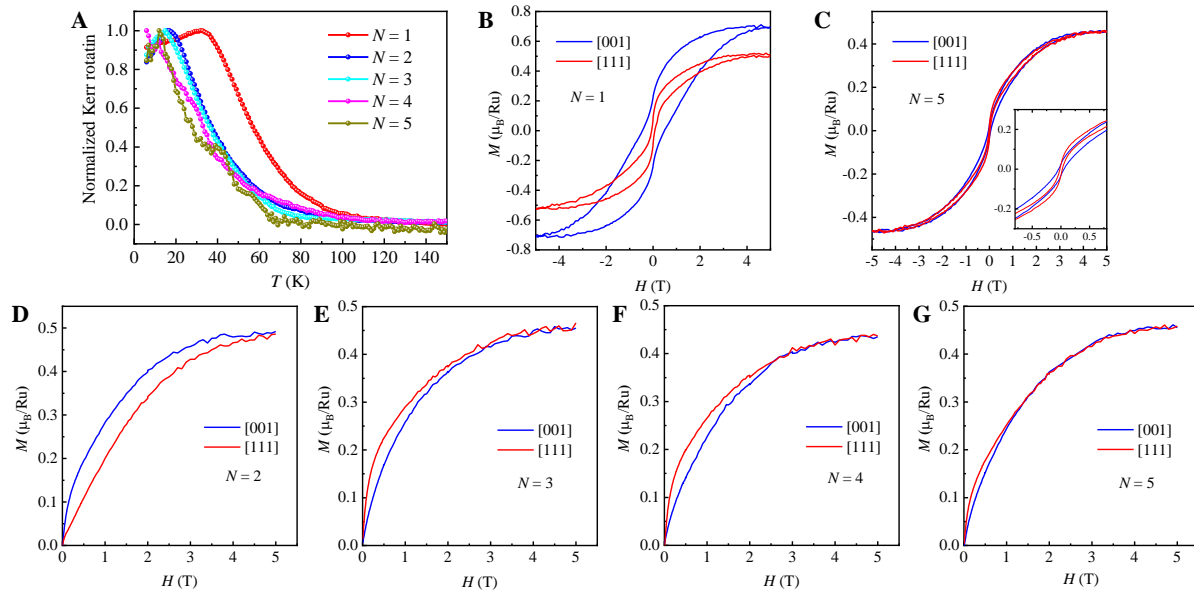 A
Normalized Kerr rotatin
1.0
0.8
0.6
0.4
0.2
0.0
N = 1
N = 2
N = 3
N = 4
N = 5
0 20 40 60 80 100 120 140
T (K)
B
M (μB/Ru)
0.8
0.6
0.4
0.2
0.0
-0.2
-0.4
-0.6
-0.8
[001]
[111]
N = 1
-4 -2 0 2 4
H (T)
C
M (μB/Ru)
0.4
0.2
0.0
-0.2
-0.4
[001]
[111]
N = 5
0.2
0.0
-0.2
-0.5 0.0 0.5
-5 -4 -3 -2 -1 0 1 2 3 4 5
H (T)
D
M (μB/Ru)
0.5
0.4
0.3
0.2
0.1
0.0
[001]
[111]
N = 2
0 1 2 3 4 5
H (T)
E
M (μB/Ru)
0.5
0.4
0.3
0.2
0.1
0.0
[001]
[111]
N = 3
0 1 2 3 4 5
H (T)
F
M (μB/Ru)
0.5
0.4
0.3
0.2
0.1
0.0
[001]
[111]
N = 4
0 1 2 3 4 5
H (T)
G
M (μB/Ru)
0.5
0.4
0.3
0.2
0.1
0.0
[001]
[111]
N = 5
0 1 2 3 4 5
H (T)